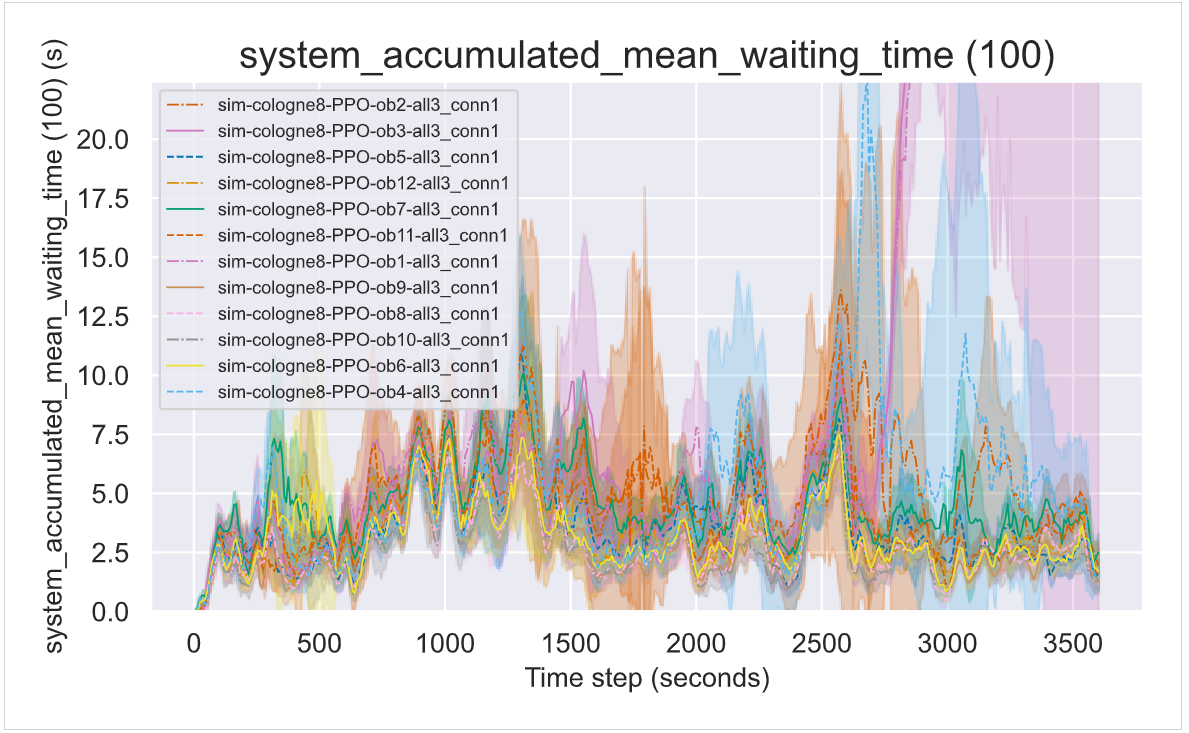 system_accumulated_mean_waiting_time (100)
system_accumulated_mean_waiting_time (100) (s)
20.0
17.5
15.0
12.5
10.0
7.5
5.0
2.5
0.0
sim-cologne8-PPO-ob2-all3_conn1
sim-cologne8-PPO-ob3-all3_conn1
sim-cologne8-PPO-ob5-all3_conn1
sim-cologne8-PPO-ob12-all3_conn1
sim-cologne8-PPO-ob7-all3_conn1
sim-cologne8-PPO-ob11-all3_conn1
sim-cologne8-PPO-ob1-all3_conn1
sim-cologne8-PPO-ob9-all3_conn1
sim-cologne8-PPO-ob8-all3_conn1
sim-cologne8-PPO-ob10-all3_conn1
sim-cologne8-PPO-ob6-all3_conn1
sim-cologne8-PPO-ob4-all3_conn1
0 500 1000 1500 2000 2500 3000 3500
Time step (seconds)